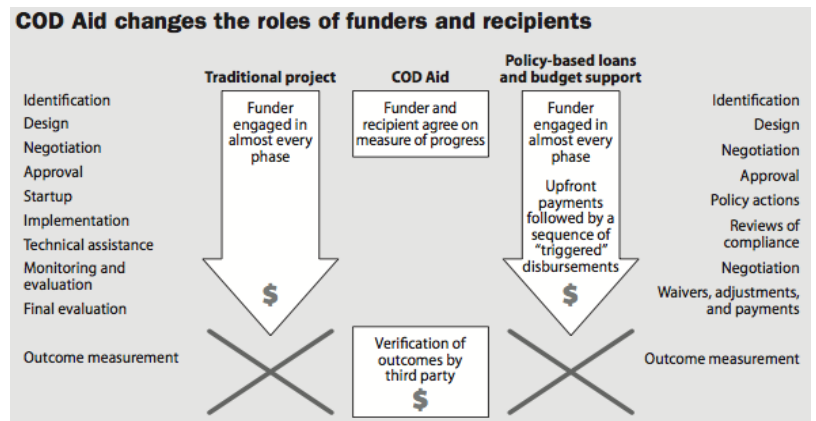 COD Aid changes the roles of funders and recipients
Traditional project
COD Aid
Policy-based loans
and budget support
Identification
Design
Negotiation
Approval
Startup
Implementation
Technical assistance
Monitoring and
evaluation
Final evaluation
Outcome measurement
Funder
engaged in
almost every
phase
$
Funder and
recipient agree on
measure of progress
Verification of
outcomes by
third party
$
Funder
engaged in
almost every
phase
Upfront
payments
followed by a
sequence of
“triggered”
disbursements
$
Identification
Design
Negotiation
Approval
Policy actions
Reviews of
compliance
Negotiation
Waivers, adjustments,
and payments
Outcome measurement